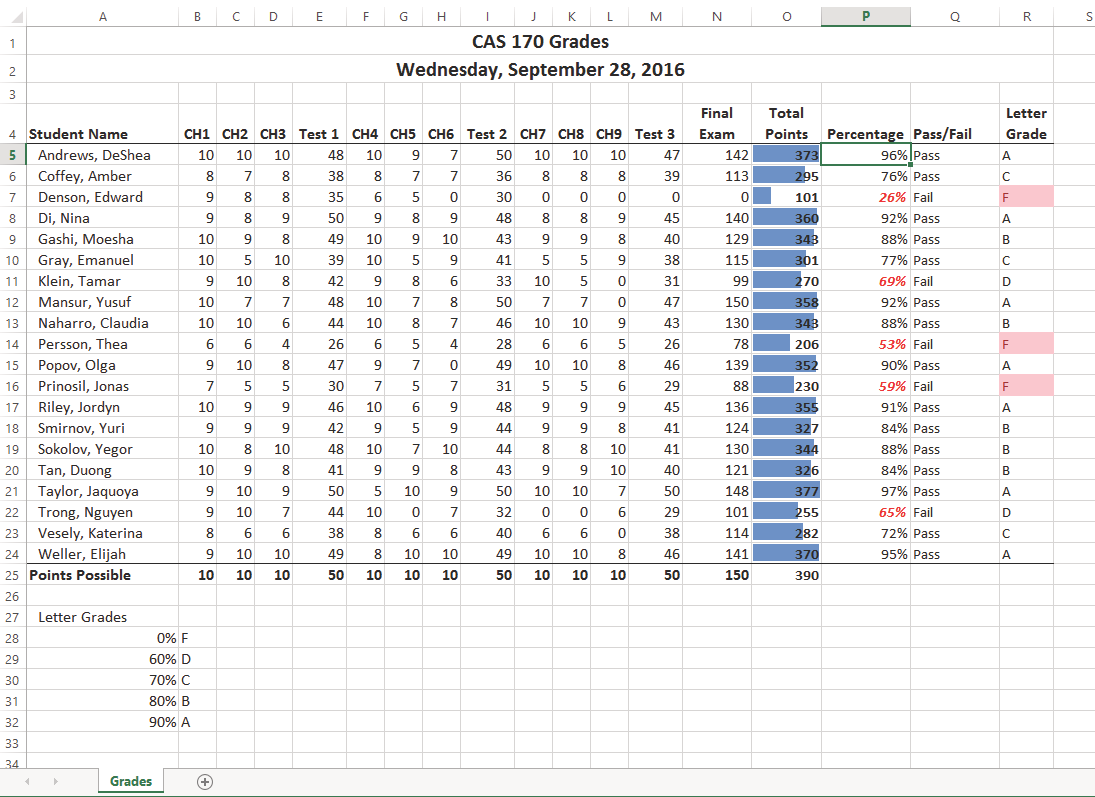 A B C D E F G H I J K L M N O P Q R S
1 CAS 170 Grades
2 Wednesday, September 28, 2016
3
Final Total Letter
4 Student Name CH1 CH2 CH3 Test 1 CH4 CH5 CH6 Test 2 CH7 CH8 CH9 Test 3 Exam Points Percentage Pass/Fail Grade
5 Andrews, DeShea 10 10 10 48 10 9 7 50 10 10 10 47 142 373 96% Pass A
6 Coffey, Amber 8 7 8 38 8 7 7 36 8 8 8 39 113 295 76% Pass C
7 Denson, Edward 9 8 8 35 6 5 0 30 0 0 0 0 0 101 26% Fail F
8 Di, Nina 9 8 9 50 9 8 9 48 8 8 9 45 140 360 92% Pass A
9 Gashi, Moesha 10 9 8 49 10 9 10 43 9 9 8 40 129 343 88% Pass B
10 Gray, Emanuel 10 5 10 39 10 5 9 41 5 5 9 38 115 301 77% Pass C
11 Klein, Tamar 9 10 8 42 9 8 6 33 10 5 0 31 99 270 69% Fail D
12 Mansur, Yusuf 10 7 7 48 10 7 8 50 7 7 0 47 150 358 92% Pass A
13 Naharro, Claudia 10 10 6 44 10 8 7 46 10 10 9 43 130 343 88% Pass B
14 Persson, Thea 6 6 4 26 6 5 4 28 6 6 5 26 78 206 53% Fail F
15 Popov, Olga 9 10 8 47 9 7 0 49 10 10 8 46 139 352 90% Pass A
16 Prinosil, Jonas 7 5 5 30 7 5 7 31 5 5 6 29 88 230 59% Fail F
17 Riley, Jordyn 10 9 9 46 10 6 9 48 9 9 9 45 136 355 91% Pass A
18 Smirnov, Yuri 9 9 9 42 9 5 9 44 9 9 8 41 124 327 84% Pass B
19 Sokolov, Yegor 10 8 10 48 10 7 10 44 8 8 10 41 130 344 88% Pass B
20 Tan, Duong 10 9 8 41 9 9 8 43 9 9 10 40 121 326 84% Pass B
21 Taylor, Jaquoya 9 10 9 50 5 10 9 50 10 10 7 50 148 377 97% Pass A
22 Trong, Nguyen 9 10 7 44 10 0 7 32 0 0 6 29 101 255 65% Fail D
23 Vesely, Katerina 8 6 6 38 8 6 6 40 6 6 0 38 114 282 72% Pass C
24 Weller, Elijah 9 10 10 49 8 10 10 49 10 10 8 46 141 370 95% Pass A
25 Points Possible 10 10 10 50 10 10 10 50 10 10 10 50 150 390
26
27 Letter Grades
28 0% F
29 60% D
30 70% C
31 80% B
32 90% A
33
34
Grades